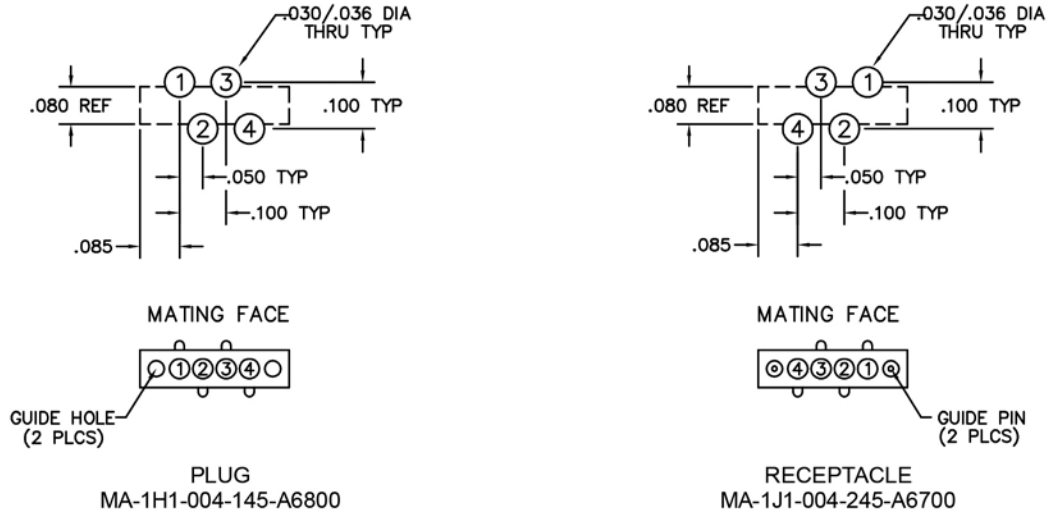 .030/.036 DIA
THRU TYP
1
3
.080 REF
.100 TYP
2
4
.050 TYP
.100 TYP
.085
MATING FACE
1 2 3 4
GUIDE HOLE
(2 PLCS)
PLUG
MA-1H1-004-145-A6800
.030/.036 DIA
THRU TYP
3
1
.080 REF
.100 TYP
4
2
.050 TYP
.100 TYP
.085
MATING FACE
4 3 2 1
GUIDE PIN
(2 PLCS)
RECEPTACLE
MA-1J1-004-245-A6700